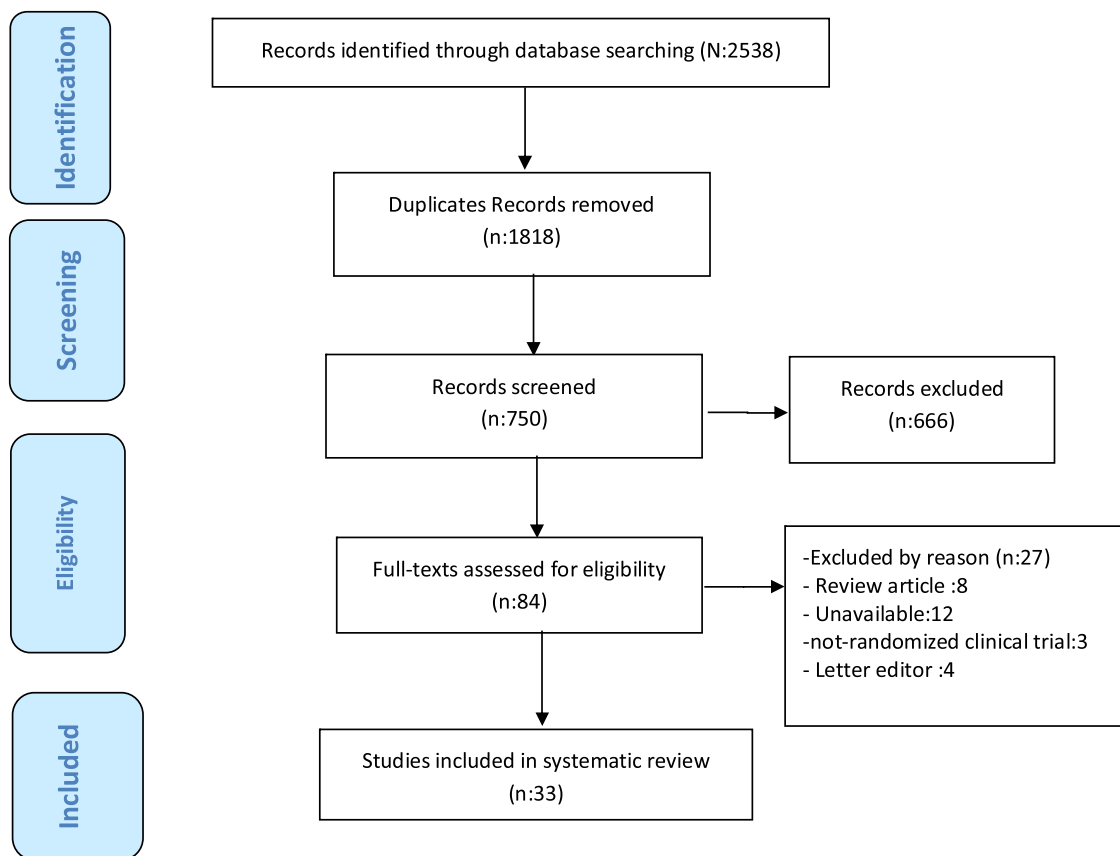 Identification
Records identified through database searching (N:2538)
Duplicates Records removed
(n:1818)
Screening
Records screened
(n:750)
Records excluded
(n:666)
Eligibility
Full-texts assessed for eligibility
(n:84)
-Excluded by reason (n:27)
- Review article :8
- Unavailable:12
-not-randomized clinical trial:3
- Letter editor :4
Included
Studies included in systematic review
(n:33)